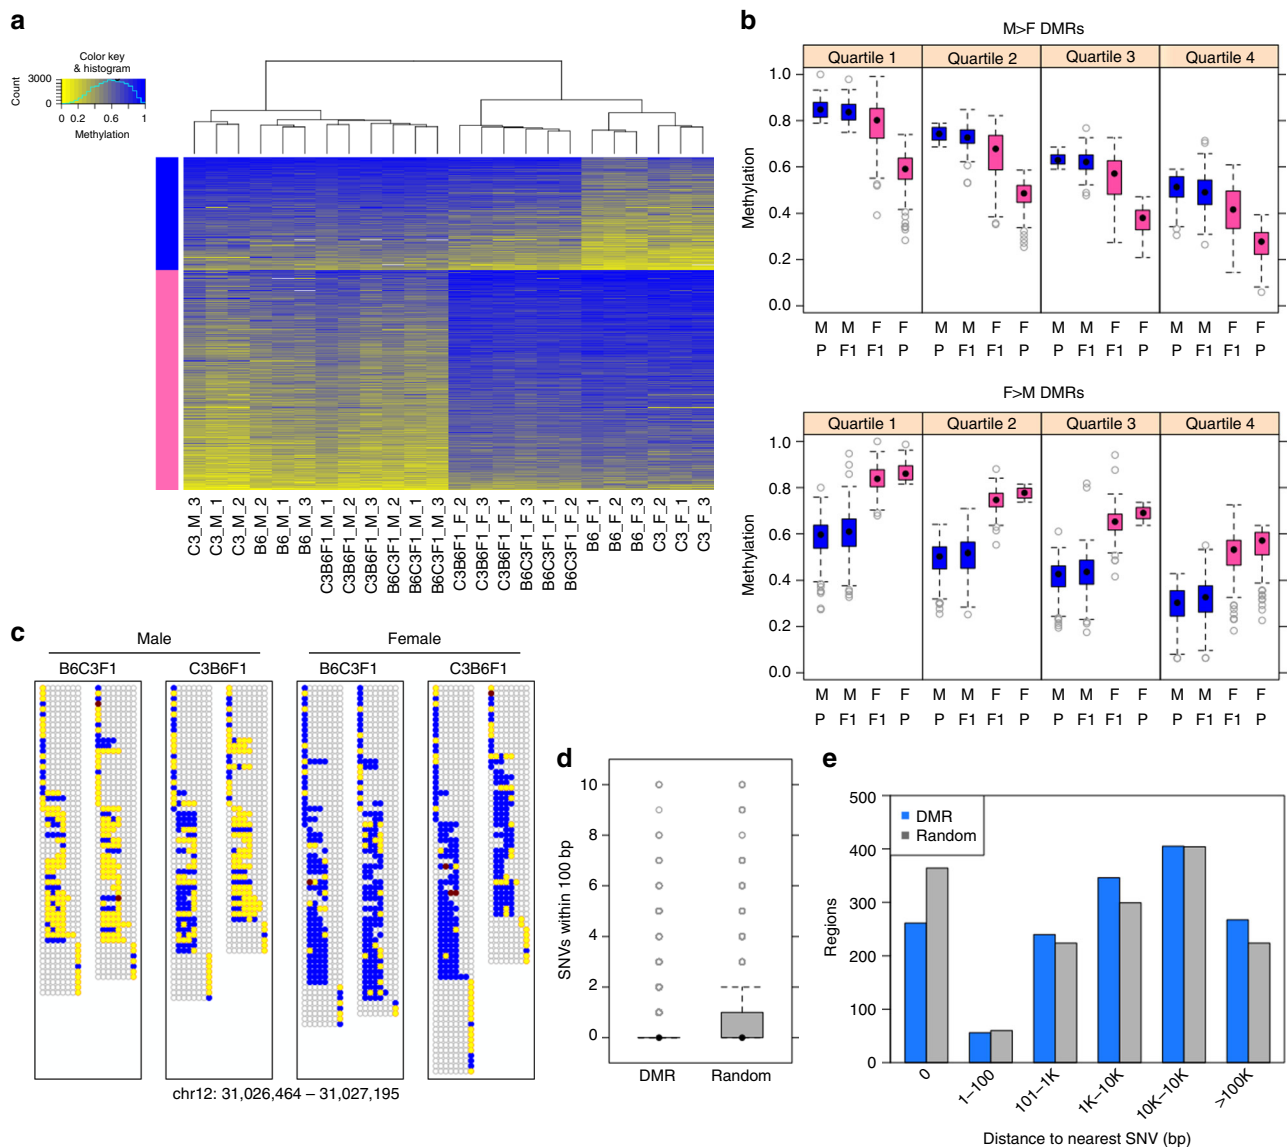 a
Color key
& histogram
Count
3000
0
0 0.2 0.6 1
Methylation
C3_M_3
C3_M_1
C3_M_2
B6_M_2
B6_M_1
B6_M_3
C3B6F1_M_1
C3B6F1_M_2
C3B6F1_M_3
B6C3F1_M_2
B6C3F1_M_1
B6C3F1_M_3
C3B6F1_F_2
C3B6F1_F_3
C3B6F1_F_1
B6C3F1_F_3
B6C3F1_F_1
B6C3F1_F_2
B6_F_1
B6_F_2
B6_F_3
C3_F_2
C3_F_1
C3_F_3
b
M>F DMRs
Quartile 1 Quartile 2 Quartile 3 Quartile 4
Methylation
1.0
0.8
0.6
0.4
0.2
0.0
M M F F M M F F M M F F M M F F
P F1 F1 P P F1 F1 P P F1 F1 P P F1 F1 P
F>M DMRs
Quartile 1 Quartile 2 Quartile 3 Quartile 4
Methylation
1.0
0.8
0.6
0.4
0.2
0.0
M M F F M M F F M M F F M M F F
P F1 F1 P P F1 F1 P P F1 F1 P P F1 F1 P
c
Male Female
B6C3F1 C3B6F1 B6C3F1 C3B6F1
chr12: 31,026,464 – 31,027,195
d
SNVs within 100 bp
10
8
6
4
2
0
DMR Random
e
Regions
500
400
300
200
100
0
DMR
Random
0
1–100
101–1K
1K–10K
10K–10K
>100K
Distance to nearest SNV (bp)